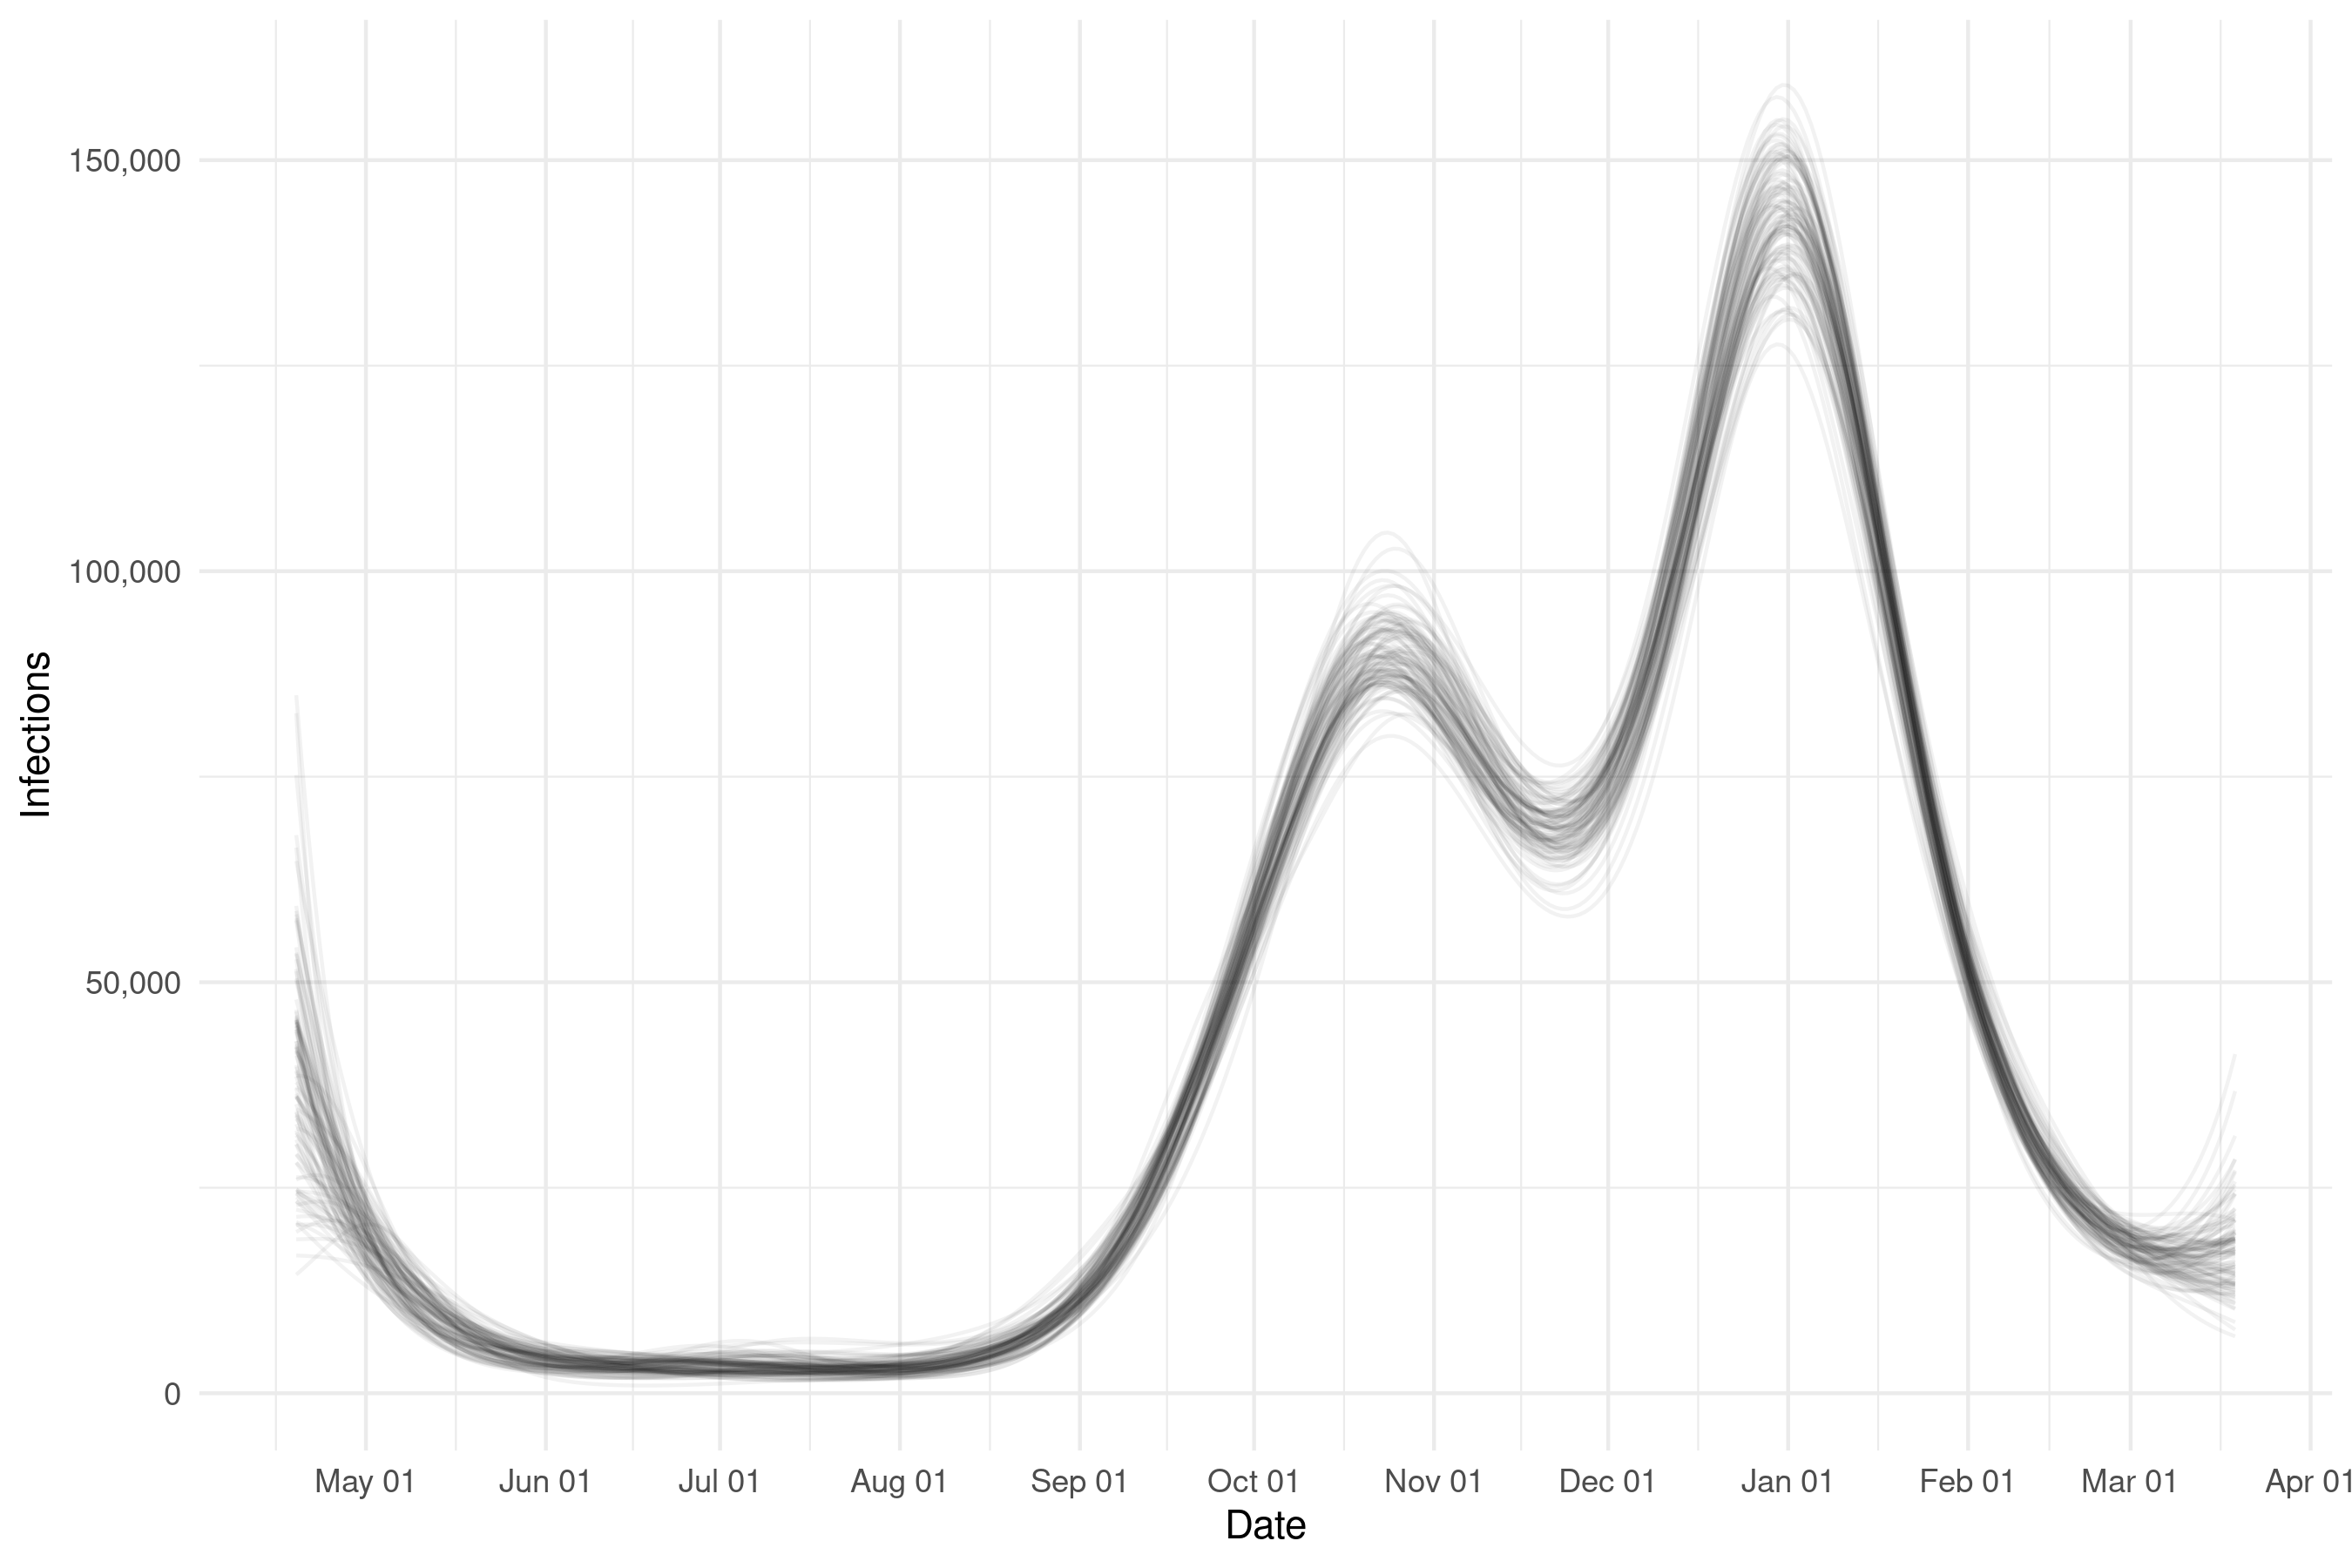 150,000
100,000
50,000
0
Infections
May 01 Jun 01 Jul 01 Aug 01 Sep 01 Oct 01 Nov 01 Dec 01 Jan 01 Feb 01 Mar 01 Apr 01
Date